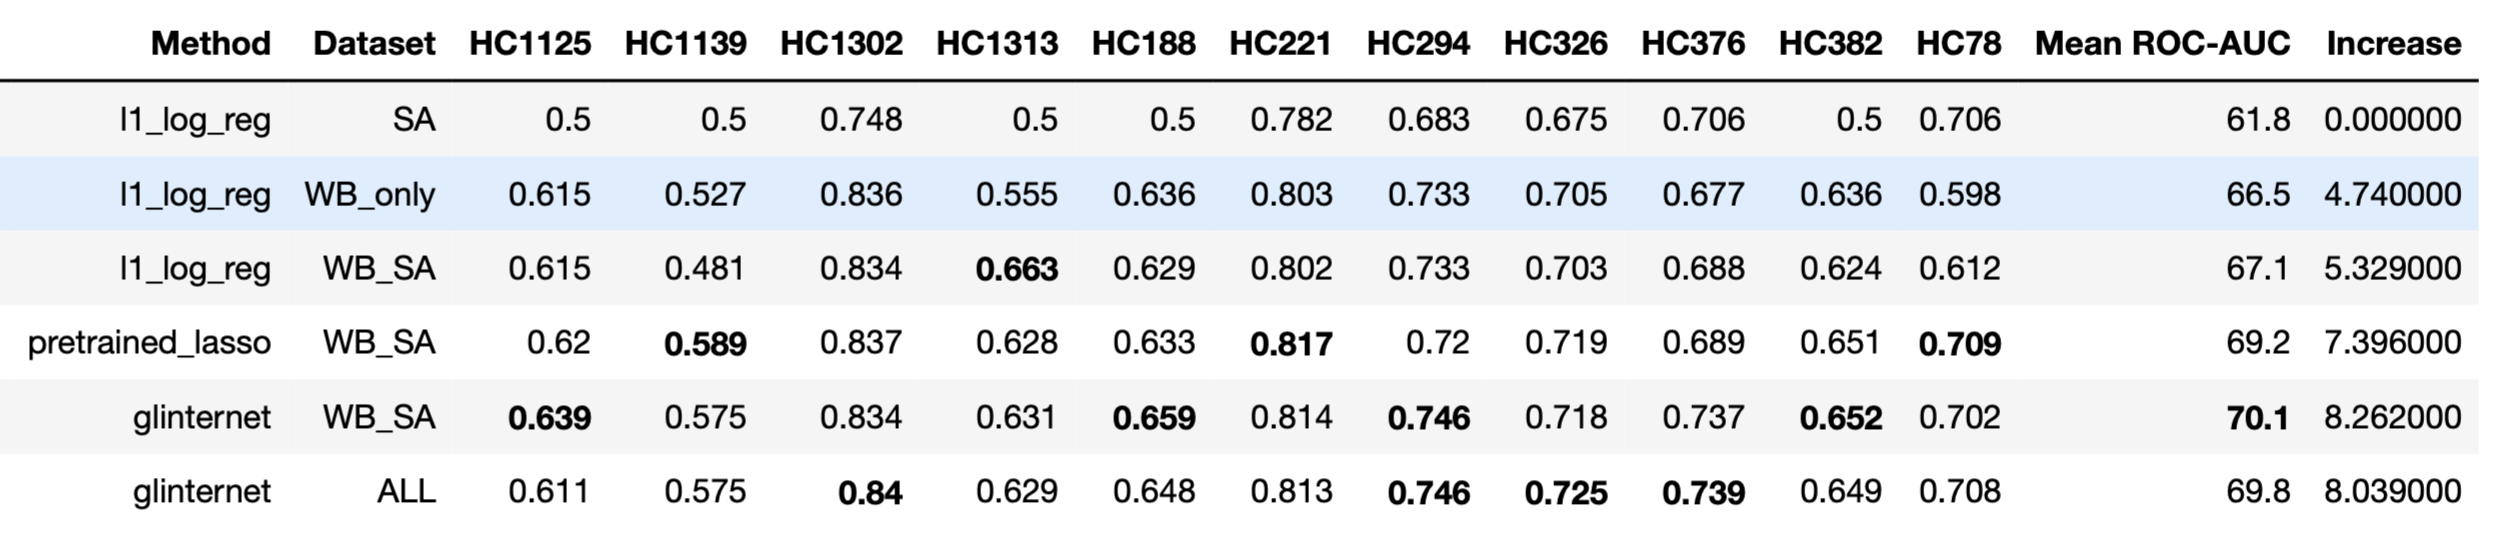 Method Dataset HC1125 HC1139 HC1302 HC1313 HC188 HC221 HC294 HC326 HC376 HC382 HC78 Mean ROC-AUC Increase
l1_log_reg SA 0.5 0.5 0.748 0.5 0.5 0.782 0.683 0.675 0.706 0.5 0.706 61.8 0.000000
l1_log_reg WB_only 0.615 0.527 0.836 0.555 0.636 0.803 0.733 0.705 0.677 0.636 0.598 66.5 4.740000
l1_log_reg WB_SA 0.615 0.481 0.834 0.663 0.629 0.802 0.733 0.703 0.688 0.624 0.612 67.1 5.329000
pretrained_lasso WB_SA 0.62 0.589 0.837 0.628 0.633 0.817 0.72 0.719 0.689 0.651 0.709 69.2 7.396000
glinternet WB_SA 0.639 0.575 0.834 0.631 0.659 0.814 0.746 0.718 0.737 0.652 0.702 70.1 8.262000
glinternet ALL 0.611 0.575 0.84 0.629 0.648 0.813 0.746 0.725 0.739 0.649 0.708 69.8 8.039000